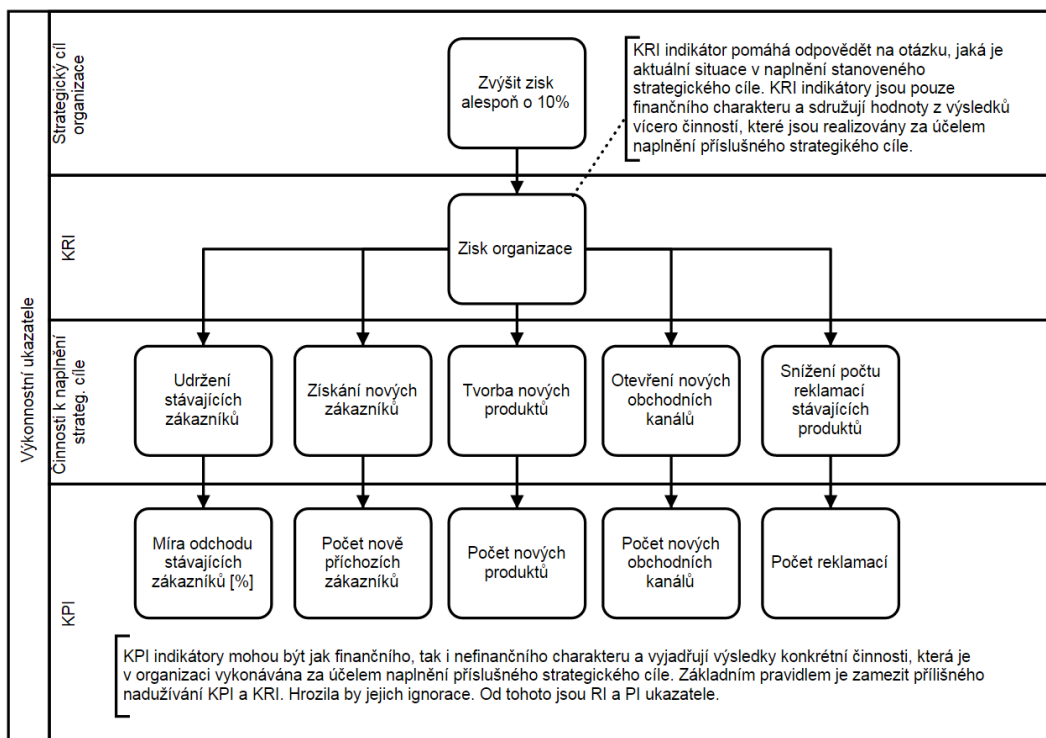 Výkonnostní ukazatele
Strategický cíl
organizace
Zvýšit zisk
alespoň o 10%
KRI indikátor pomáhá odpovědět na otázku, jaká je
aktuální situace v naplnění stanoveného
strategického cíle. KRI indikátory jsou pouze
finančního charakteru a sdružují hodnoty z výsledků
vícero činností, které jsou realizovány za účelem
naplnění příslušného strategikého cíle.
KRI
Zisk organizace
Činnosti k naplnění
strateg. cíle
Udržení
stávajících
zákazníků
Získání nových
zákazníků
Tvorba nových
produktů
Otevření nových
obchodních
kanálů
Snížení počtu
reklamací
stávajících
produktů
KPI
Míra odchodu
stávajících
zákazníků [%]
Počet nově
příchozích
zákazníků
Počet nových
produktů
Počet nových
obchodních
kanálů
Počet reklamací
KPI indikátory mohou být jak finančního, tak i nefinančního charakteru a vyjadřují výsledky konkrétní činnosti, která je
v organizaci vykonávána za účelem naplnění příslušného strategického cíle. Základním pravidlem je zamezit přílišného
nadužívání KPI a KRI. Hrozila by jejich ignorace. Od tohoto jsou RI a PI ukazatele.